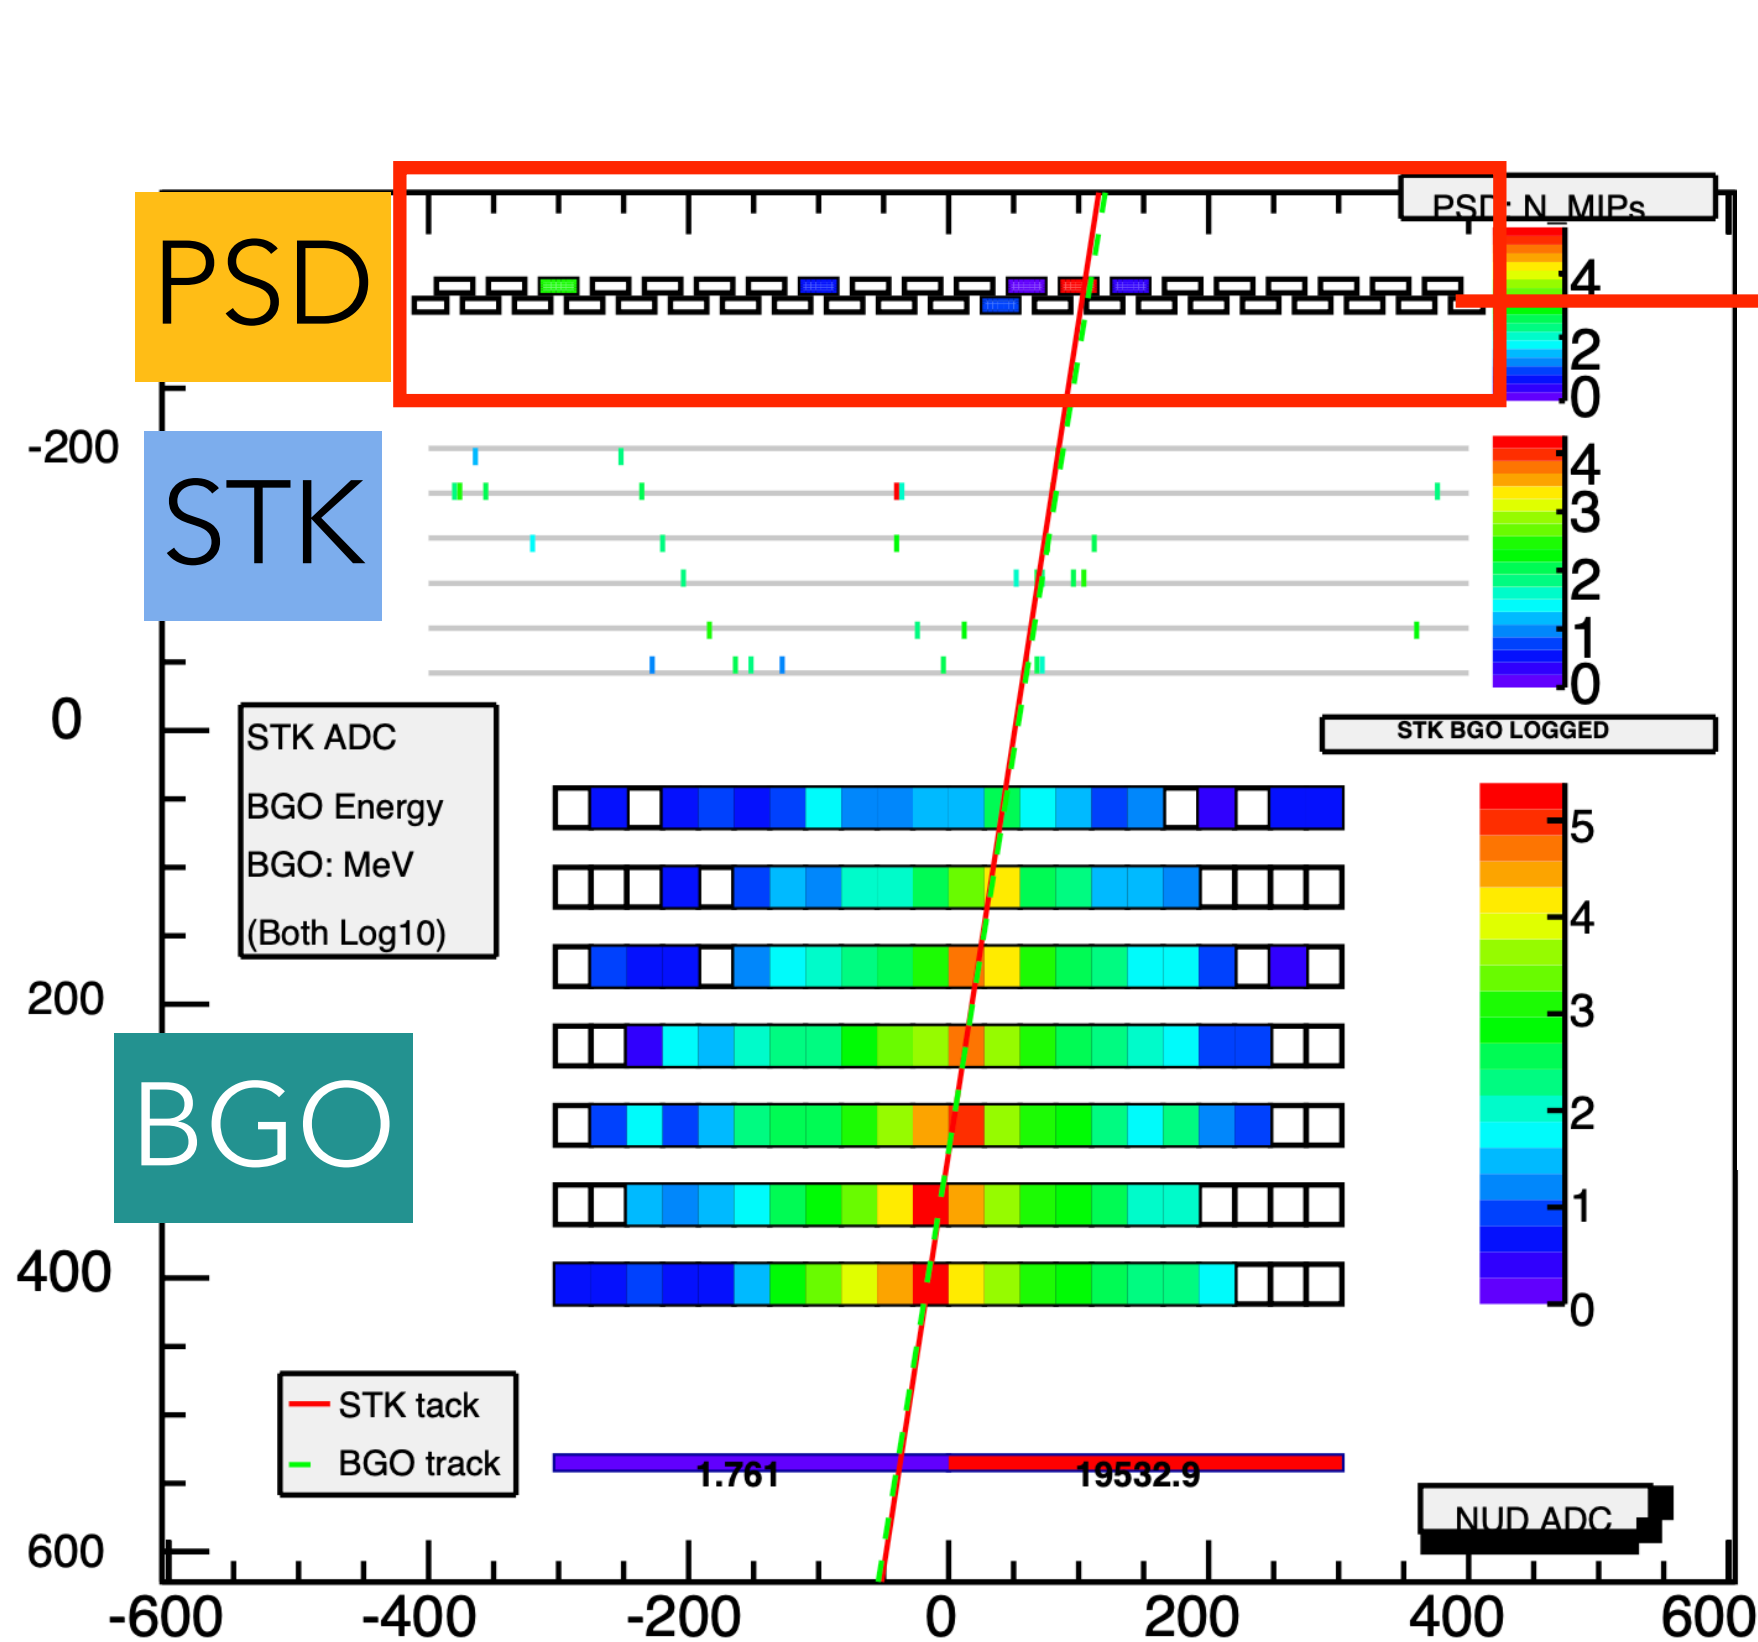 PSD
PSD: N_MIPs
4
2
0
-200
STK
4
3
2
1
0
0
STK ADC
BGO Energy
BGO: MeV
(Both Log10)
STK BGO LOGGED
5
4
3
2
1
0
200
BGO
400
STK tack
BGO track
1.761
19532.9
NUD ADC
600
-600
-400
-200
0
200
400
600